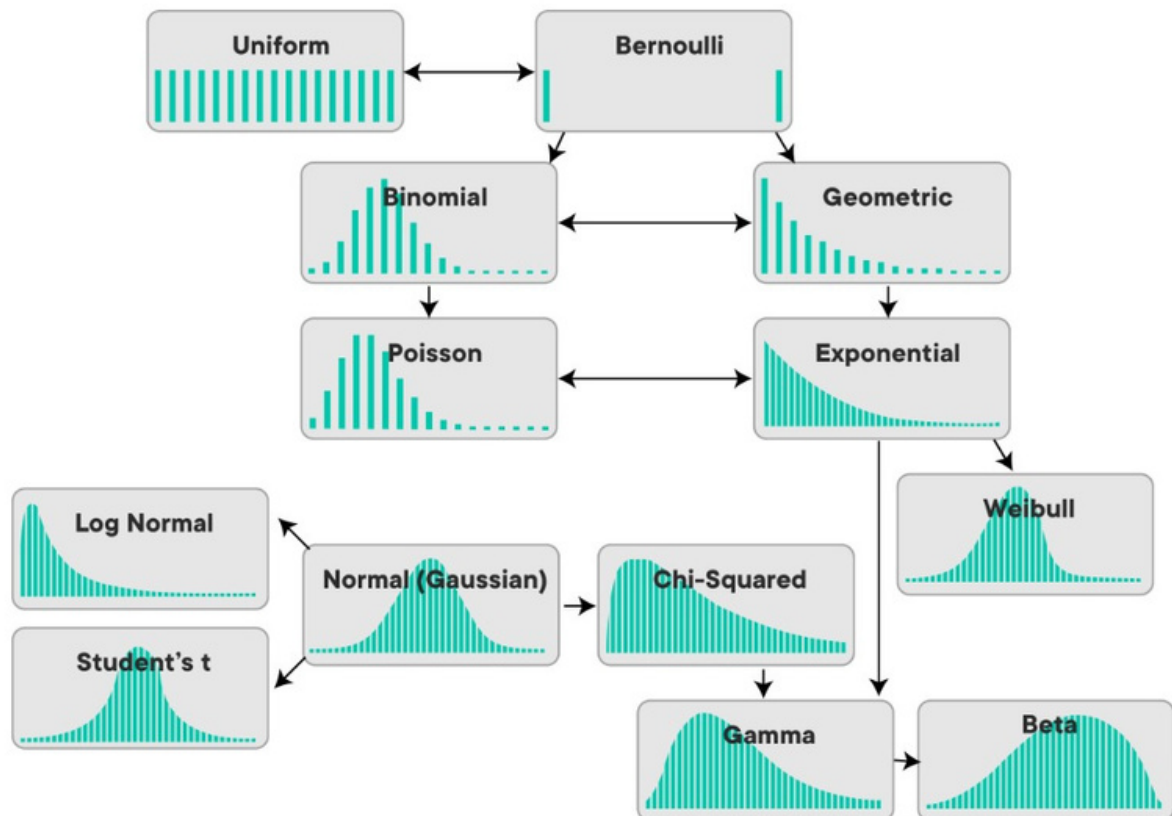 Uniform
Bernoulli
Binomial
Geometric
Poisson
Exponential
Log Normal
Weibull
Normal (Gaussian)
Chi-Squared
Student's t
Gamma
Beta